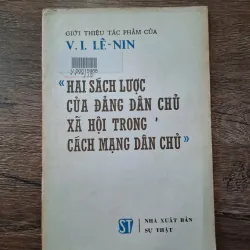 GIỚI THIỆU TÁC PHẨM CỦA
V. I. LÊ-NIN
“HAI SÁCH LƯỢC
CỦA ĐẢNG DÂN CHỦ
XÃ HỘI TRONG
CÁCH MẠNG DÂN CHỦ”
ST
NHÀ XUẤT BẢN
SỰ THẬT